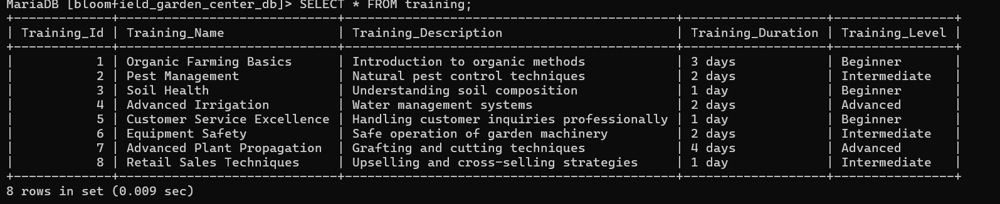 MariaDB [bloomfield_garden_center_db]> SELECT * FROM training;
+-------------+-----------------------------+--------------------------------------------+-------------------+----------------+
| Training_Id | Training_Name               | Training_Description                       | Training_Duration | Training_Level |
+-------------+-----------------------------+--------------------------------------------+-------------------+----------------+
|           1 | Organic Farming Basics      | Introduction to organic methods            | 3 days            | Beginner       |
|           2 | Pest Management             | Natural pest control techniques            | 2 days            | Intermediate   |
|           3 | Soil Health                 | Understanding soil composition             | 1 day             | Beginner       |
|           4 | Advanced Irrigation         | Water management systems                   | 2 days            | Advanced       |
|           5 | Customer Service Excellence | Handling customer inquiries professionally | 1 day             | Beginner       |
|           6 | Equipment Safety            | Safe operation of garden machinery         | 2 days            | Intermediate   |
|           7 | Advanced Plant Propagation  | Grafting and cutting techniques            | 4 days            | Advanced       |
|           8 | Retail Sales Techniques     | Upselling and cross-selling strategies     | 1 day             | Intermediate   |
+-------------+-----------------------------+--------------------------------------------+-------------------+----------------+
8 rows in set (0.009 sec)